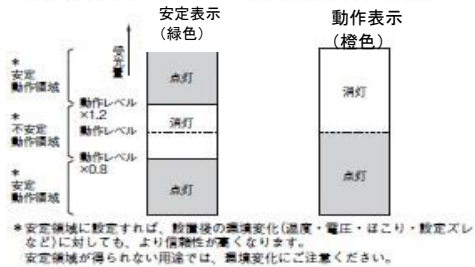 安定表示
（緑色）
動作表示
（橙色）
受光量
*
安定
動作領域
点灯
消灯
動作レベル
×1.2
*
不安定
動作領域
消灯
動作レベル
動作レベル
×0.8
*
安定
動作領域
点灯
点灯
*安定領域に設定すれば、設置後の環境変化(温度・電圧・ほこり・設定ズレ
など)に対しても、より信頼性が高くなります。
安定領域が得られない用途では、環境変化にご注意ください。